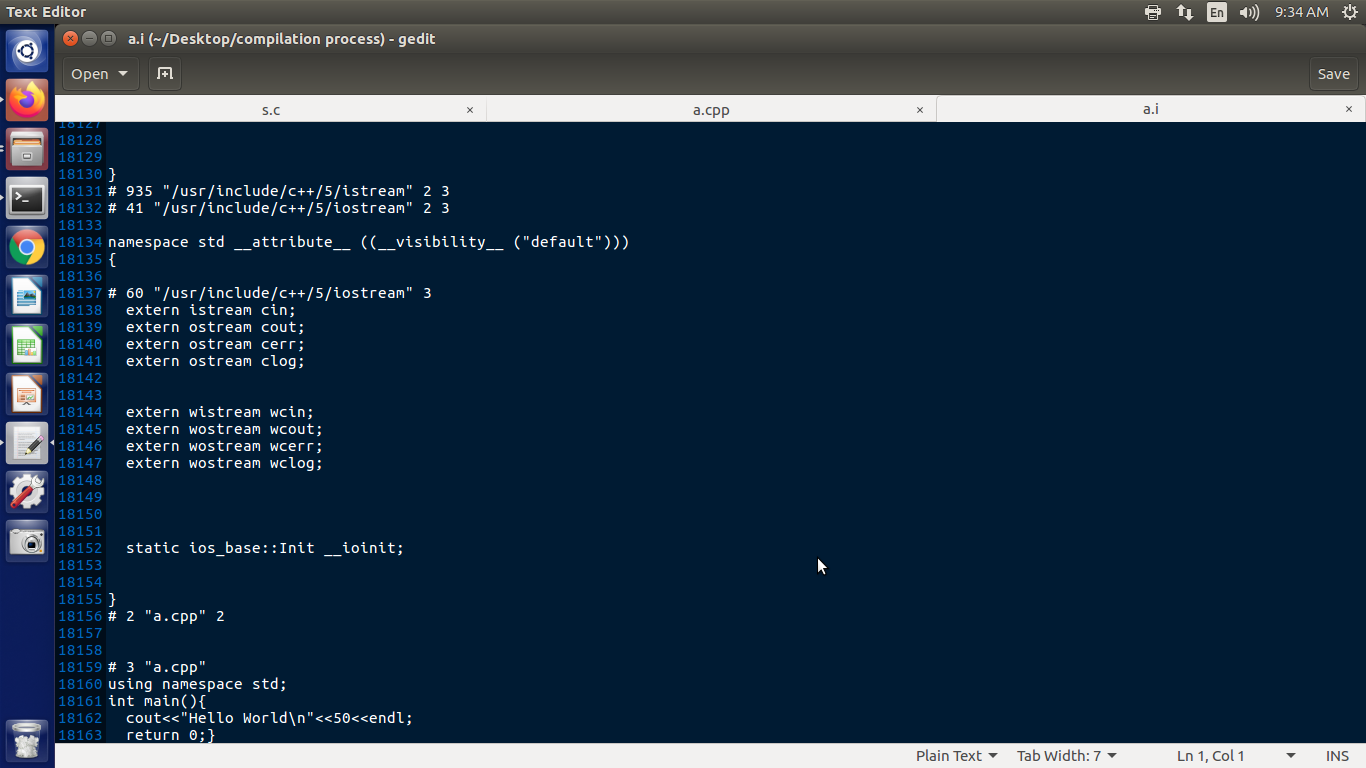 Text Editor
En
9:34 AM
a.i (~/Desktop/compilation process) - gedit
Open
Save
s.c ×
a.cpp ×
a.i ×
18127
18128
18129
18130 }
18131 # 935 "/usr/include/c++/5/istream" 2 3
18132 # 41 "/usr/include/c++/5/iostream" 2 3
18133
18134 namespace std __attribute__ ((__visibility__ ("default")))
18135 {
18136
18137 # 60 "/usr/include/c++/5/iostream" 3
18138   extern istream cin;
18139   extern ostream cout;
18140   extern ostream cerr;
18141   extern ostream clog;
18142
18143
18144   extern wistream wcin;
18145   extern wostream wcout;
18146   extern wostream wcerr;
18147   extern wostream wclog;
18148
18149
18150
18151
18152   static ios_base::Init __ioinit;
18153
18154
18155 }
18156 # 2 "a.cpp" 2
18157
18158
18159 # 3 "a.cpp"
18160 using namespace std;
18161 int main(){
18162   cout<<"Hello World\n"<<50<<endl;
18163   return 0;}
Plain Text
Tab Width: 7
Ln 1, Col 1
INS